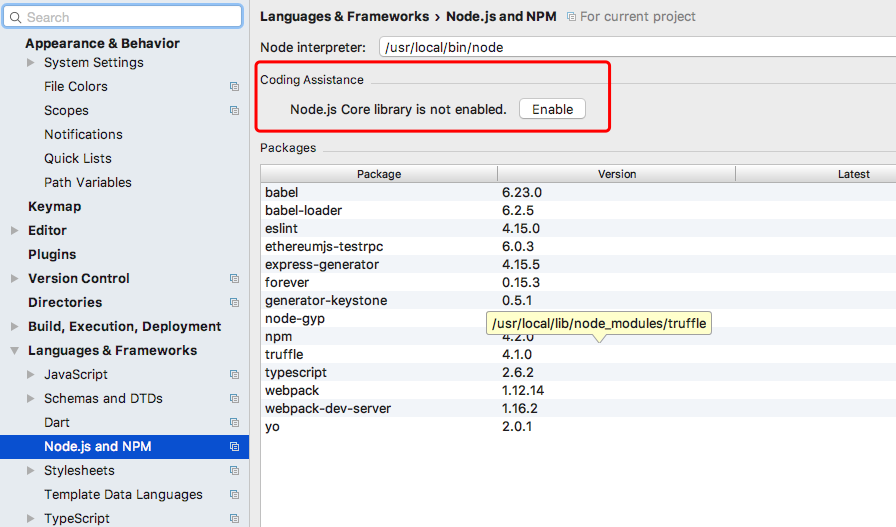 Search
Appearance & Behavior
System Settings
File Colors
Scopes
Notifications
Quick Lists
Path Variables
Keymap
Editor
Plugins
Version Control
Directories
Build, Execution, Deployment
Languages & Frameworks
JavaScript
Schemas and DTDs
Dart
Node.js and NPM
Stylesheets
Template Data Languages
TypeScript
Languages & Frameworks › Node.js and NPM For current project
Node interpreter: /usr/local/bin/node
Coding Assistance
Node.js Core library is not enabled. Enable
Packages
Package Version Latest
babel 6.23.0
babel-loader 6.2.5
eslint 4.15.0
ethereumjs-testrpc 6.0.3
express-generator 4.15.5
forever 0.15.3
generator-keystone 0.5.1
node-gyp
/usr/local/lib/node_modules/truffle
npm 4.2.0
truffle 4.1.0
typescript 2.6.2
webpack 1.12.14
webpack-dev-server 1.16.2
yo 2.0.1